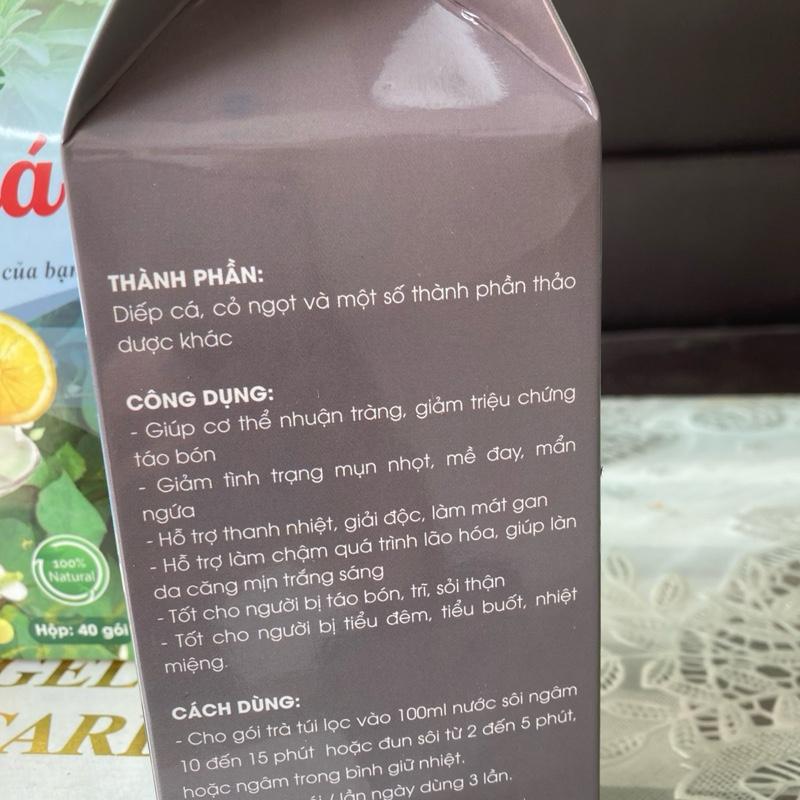 á
của bạn
100%
Natural
Hộp: 40 gói
THÀNH PHẦN:
Diếp cá, cỏ ngọt và một số thành phần thảo
dược khác
CÔNG DỤNG:
- Giúp cơ thể nhuận tràng, giảm triệu chứng
táo bón
- Giảm tình trạng mụn nhọt, mề đay, mẩn
ngứa
- Hỗ trợ thanh nhiệt, giải độc, làm mát gan
- Hỗ trợ làm chậm quá trình lão hóa, giúp làn
da căng mịn trắng sáng
- Tốt cho người bị táo bón, trĩ, sỏi thận
- Tốt cho người bị tiểu đêm, tiểu buốt, nhiệt
miệng.
CÁCH DÙNG:
- Cho gói trà túi lọc vào 100ml nước sôi ngâm
10 đến 15 phút hoặc đun sôi từ 2 đến 5 phút,
hoặc ngâm trong bình giữ nhiệt.
/ lần ngày dùng 3 lần.